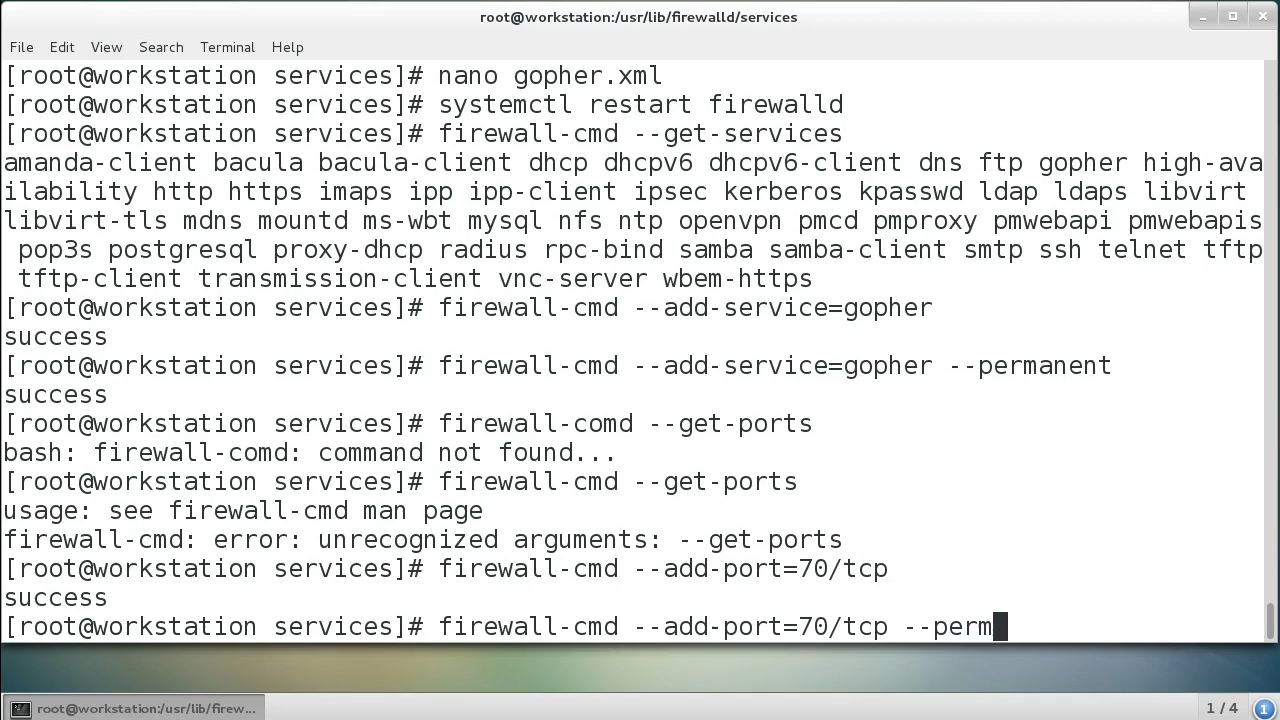 root@workstation:/usr/lib/firewalld/services
File Edit View Search Terminal Help
[root@workstation services]# nano gopher.xml
[root@workstation services]# systemctl restart firewalld
[root@workstation services]# firewall-cmd --get-services
amanda-client bacula bacula-client dhcp dhcpv6 dhcpv6-client dns ftp gopher high-ava
ilability http https imaps ipp ipp-client ipsec kerberos kpasswd ldap ldaps libvirt
libvirt-tls mdns mountd ms-wbt mysql nfs ntp openvpn pmcd pmproxy pmwebapi pmwebapis
pop3s postgresql proxy-dhcp radius rpc-bind samba samba-client smtp ssh telnet tftp
tftp-client transmission-client vnc-server wbem-https
[root@workstation services]# firewall-cmd --add-service=gopher
success
[root@workstation services]# firewall-cmd --add-service=gopher --permanent
success
[root@workstation services]# firewall-comd --get-ports
bash: firewall-comd: command not found...
[root@workstation services]# firewall-cmd --get-ports
usage: see firewall-cmd man page
firewall-cmd: error: unrecognized arguments: --get-ports
[root@workstation services]# firewall-cmd --add-port=70/tcp
success
[root@workstation services]# firewall-cmd --add-port=70/tcp --perm
root@workstation:/usr/lib/firew...
1 / 4
1